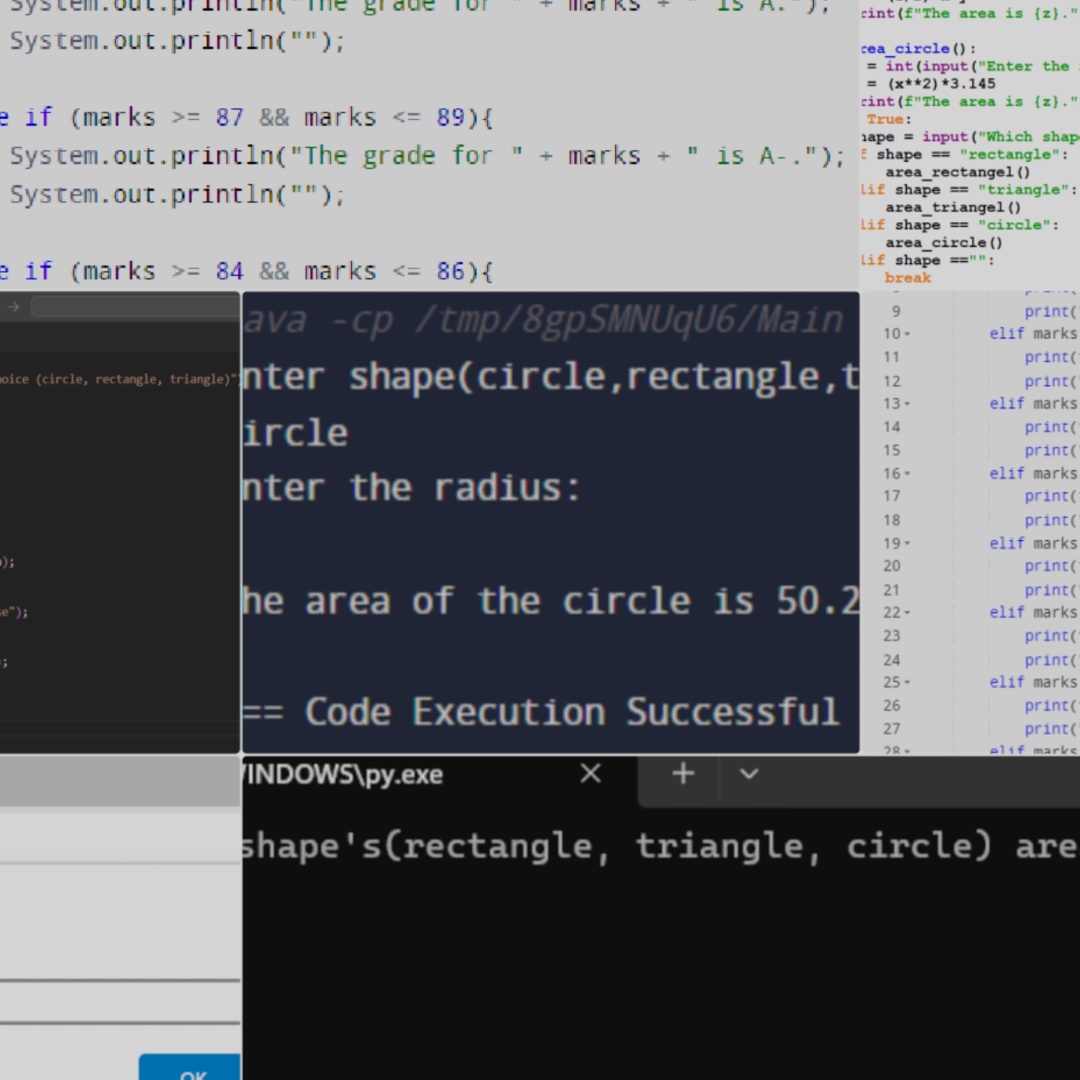 System.out.println("The grade for " + marks + " is A.");
System.out.println("");
e if (marks >= 87 && marks <= 89){
System.out.println("The grade for " + marks + " is A-.");
System.out.println("");
e if (marks >= 84 && marks <= 86){
rint(f"The area is {z}."
rea_circle():
= int(input("Enter the
= (x**2)*3.145
rint(f"The area is {z}."
True:
hape = input("Which shap
f shape == "rectangle":
area_rectangel()
lif shape == "triangle":
area_triangel()
lif shape == "circle":
area_circle()
lif shape =="":
break
→
oice (circle, rectangle, triangle)"
);
se");
;
ava -cp /tmp/8gpSMNUqU6/Main
nter shape(circle,rectangle,t
ircle
nter the radius:
he area of the circle is 50.2
== Code Execution Successful
9 print(
10 elif marks
11 print(
12 print(
13 elif marks
14 print(
15 print(
16 elif marks
17 print(
18 print(
19 elif marks
20 print(
21 print(
22 elif marks
23 print(
24 print(
25 elif marks
26 print(
27 print(
28 elif marks
OK
INDOWS\py.exe
shape's(rectangle, triangle, circle) are